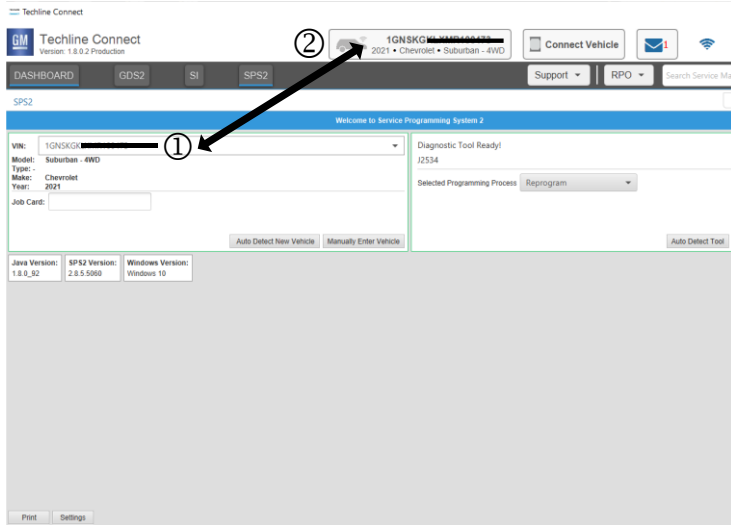 Techline Connect
GM
Techline Connect
Version: 1.8.0.2 Production
②
2021 • Chevrolet • Suburban - 4WD
Connect Vehicle
1
DASHBOARD
GDS2
SI
SPS2
Support
RPO
Search Service Ma
SPS2
Welcome to Service Programming System 2
VIN:
1GNSKGK
①
Model: Suburban - 4WD
Type: -
Make: Chevrolet
Year: 2021
Job Card:
Auto Detect New Vehicle
Manually Enter Vehicle
Diagnostic Tool Ready!
J2534
Selected Programming Process
Reprogram
Auto Detect Tool
Java Version:
1.8.0_92
SPS2 Version:
2.8.5.5060
Windows Version:
Windows 10
Print
Settings